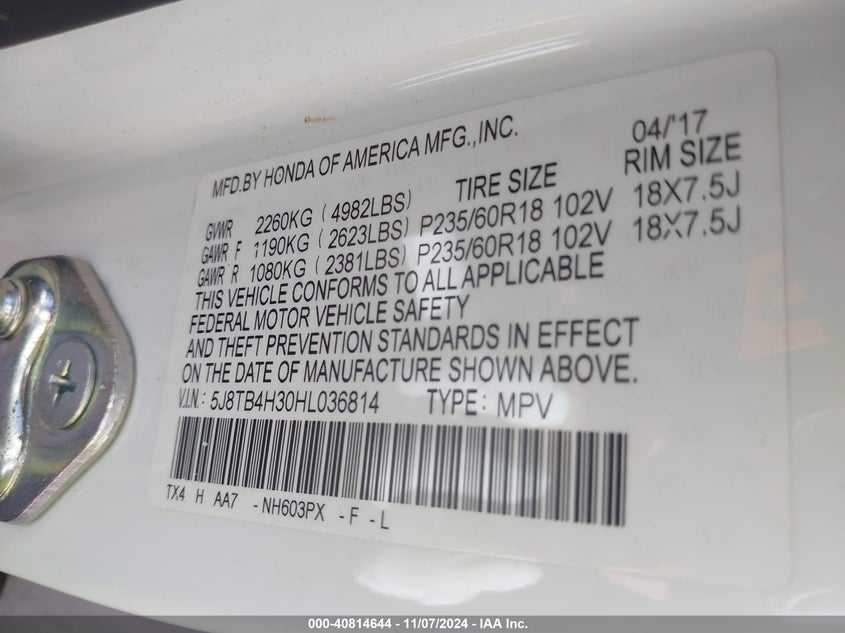 MFD.BY HONDA OF AMERICA MFG.,INC. 04/'17
TIRE SIZE RIM SIZE
GVWR 2260KG ( 4982LBS)
GAWR F 1190KG ( 2623LBS) P235/60R18 102V 18X7.5J
GAWR R 1080KG ( 2381LBS) P235/60R18 102V 18X7.5J
THIS VEHICLE CONFORMS TO ALL APPLICABLE
FEDERAL MOTOR VEHICLE SAFETY
AND THEFT PREVENTION STANDARDS IN EFFECT
ON THE DATE OF MANUFACTURE SHOWN ABOVE.
V.I.N.: 5J8TB4H30HL036814 TYPE: MPV
TX4 H AA7 -NH603PX -F -L
000-40814644 — 11/07/2024 — IAA Inc.